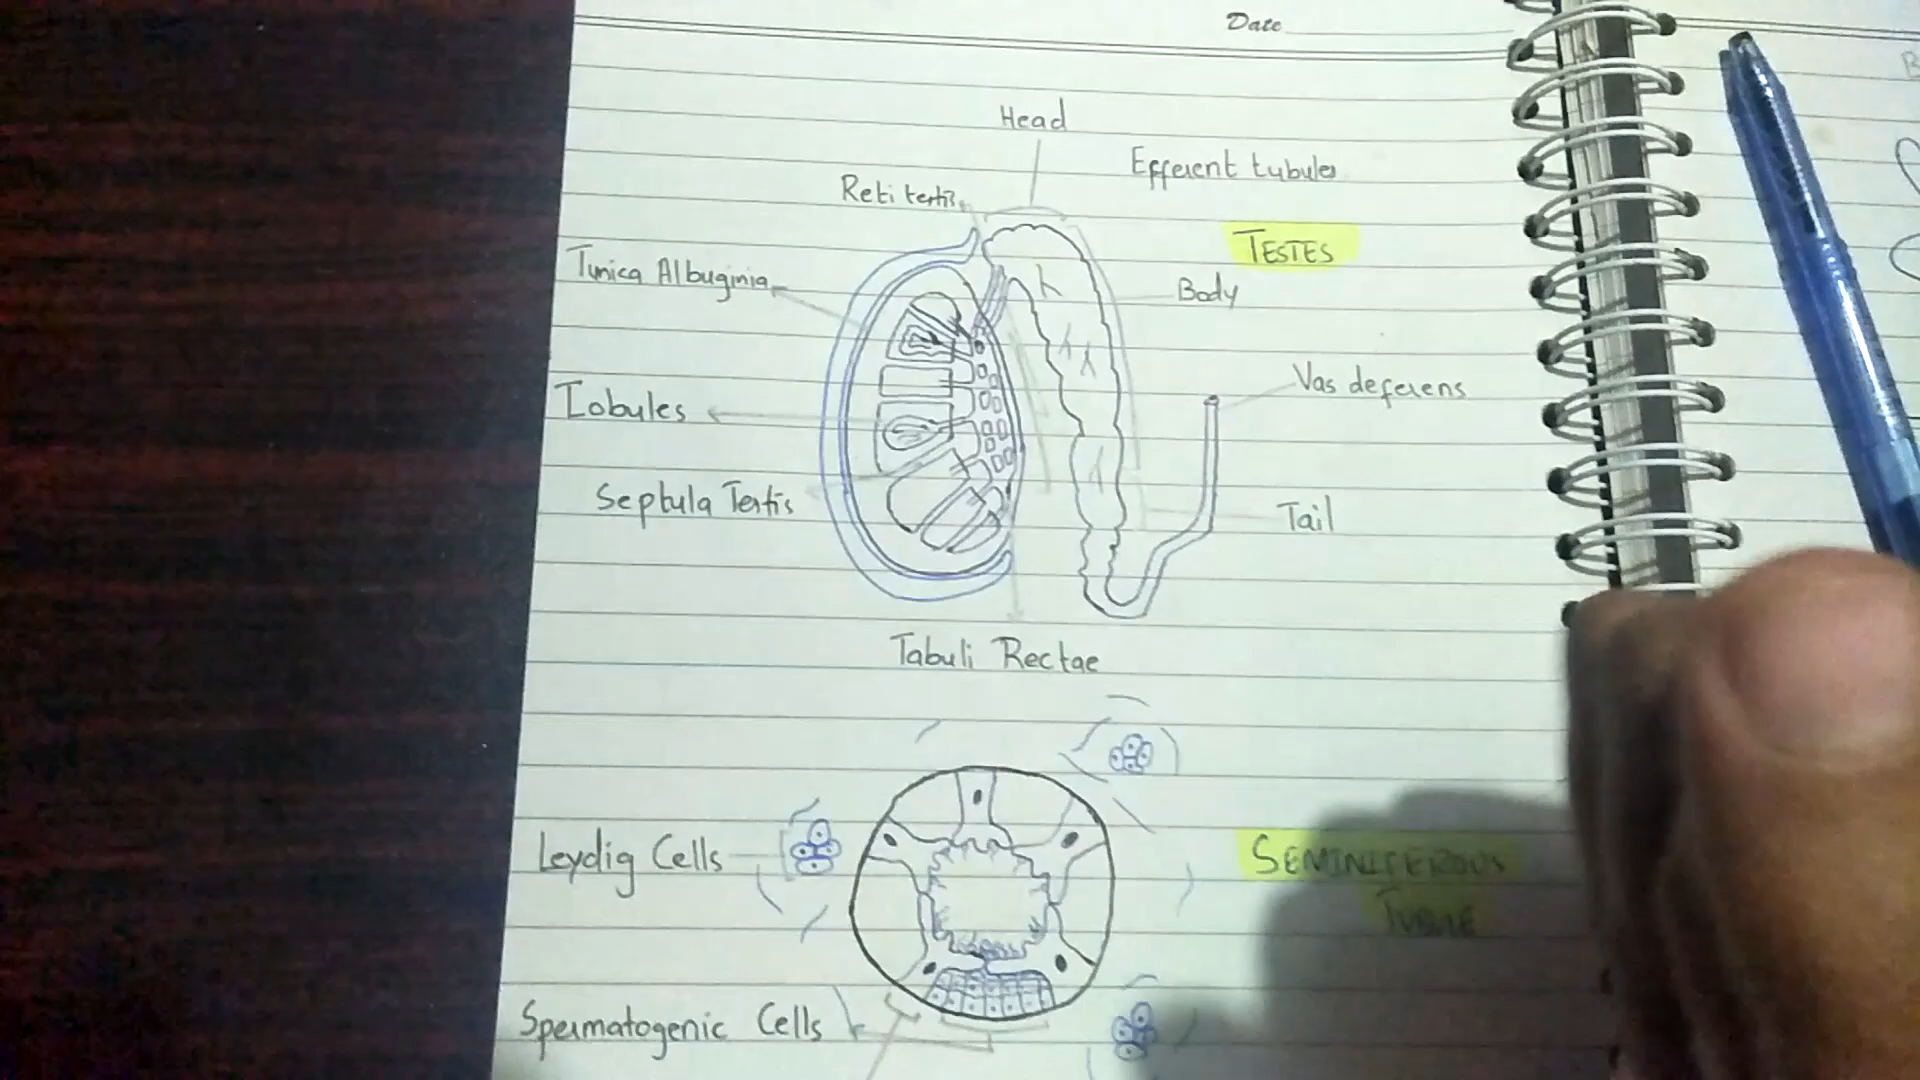 Date
Head
Efferent tubules
Reti testis
TESTES
Tunica Albuginia
Body
Vas deferens
Lobules
Septula Testis
Tail
Tabuli Rectae
Leydig Cells
SEMINIFEROUS
TUBULE
Spermatogenic Cells